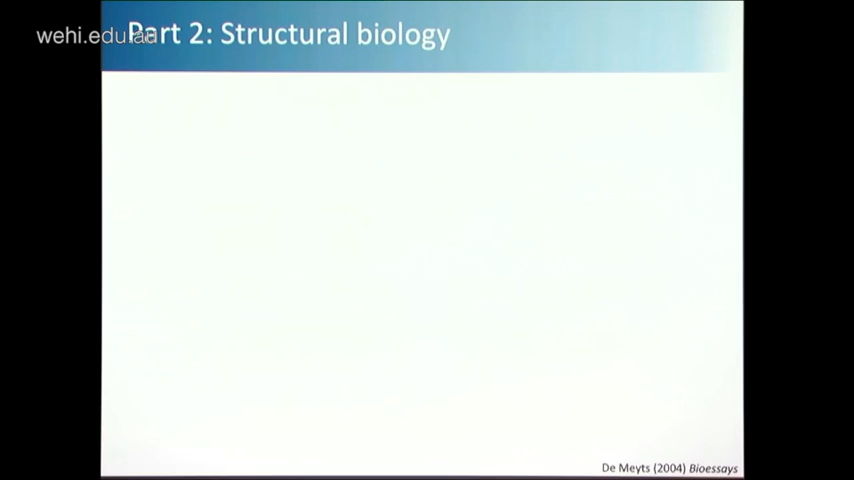 wehi.edu.au
Part 2: Structural biology
De Meyts (2004) Bioessays